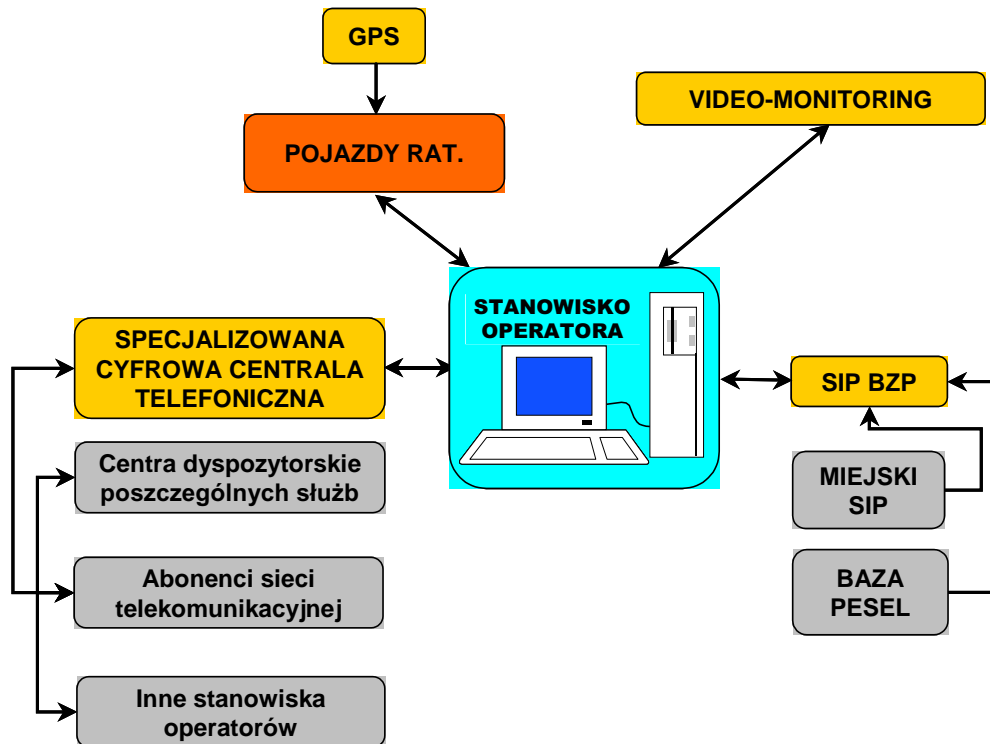 GPS
VIDEO-MONITORING
POJAZDY RAT.
STANOWISKO
OPERATORA
SPECJALIZOWANA
CYFROWA CENTRALA
TELEFONICZNA
SIP BZP
Centra dyspozytorskie
poszczególnych służb
MIEJSKI
SIP
Abonenci sieci
telekomunikacyjnej
BAZA
PESEL
Inne stanowiska
operatorów